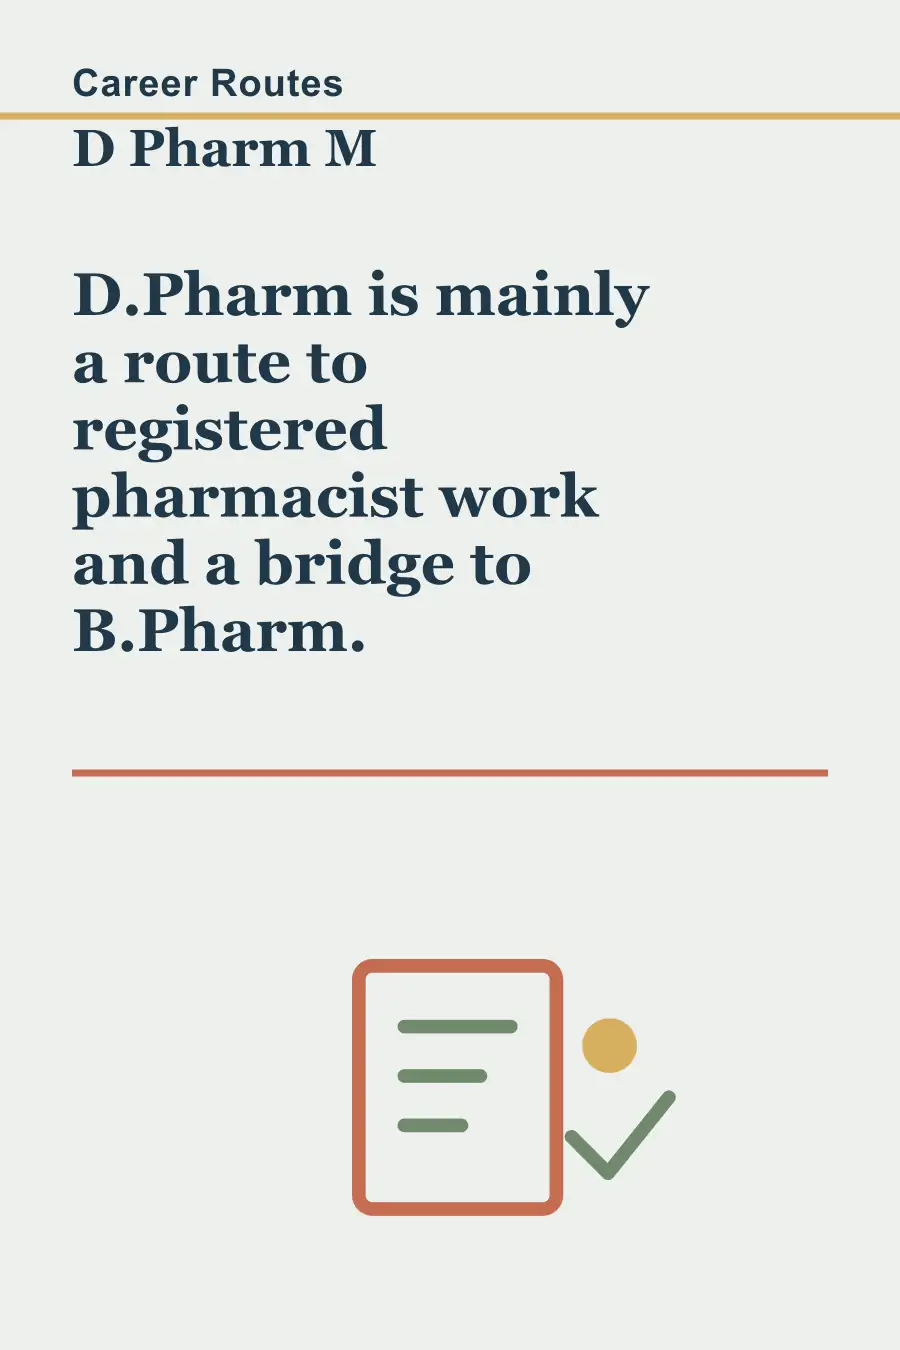 Career Routes
D Pharm M
D.Pharm is mainly
a route to
registered
pharmacist work
and a bridge to
B.Pharm.